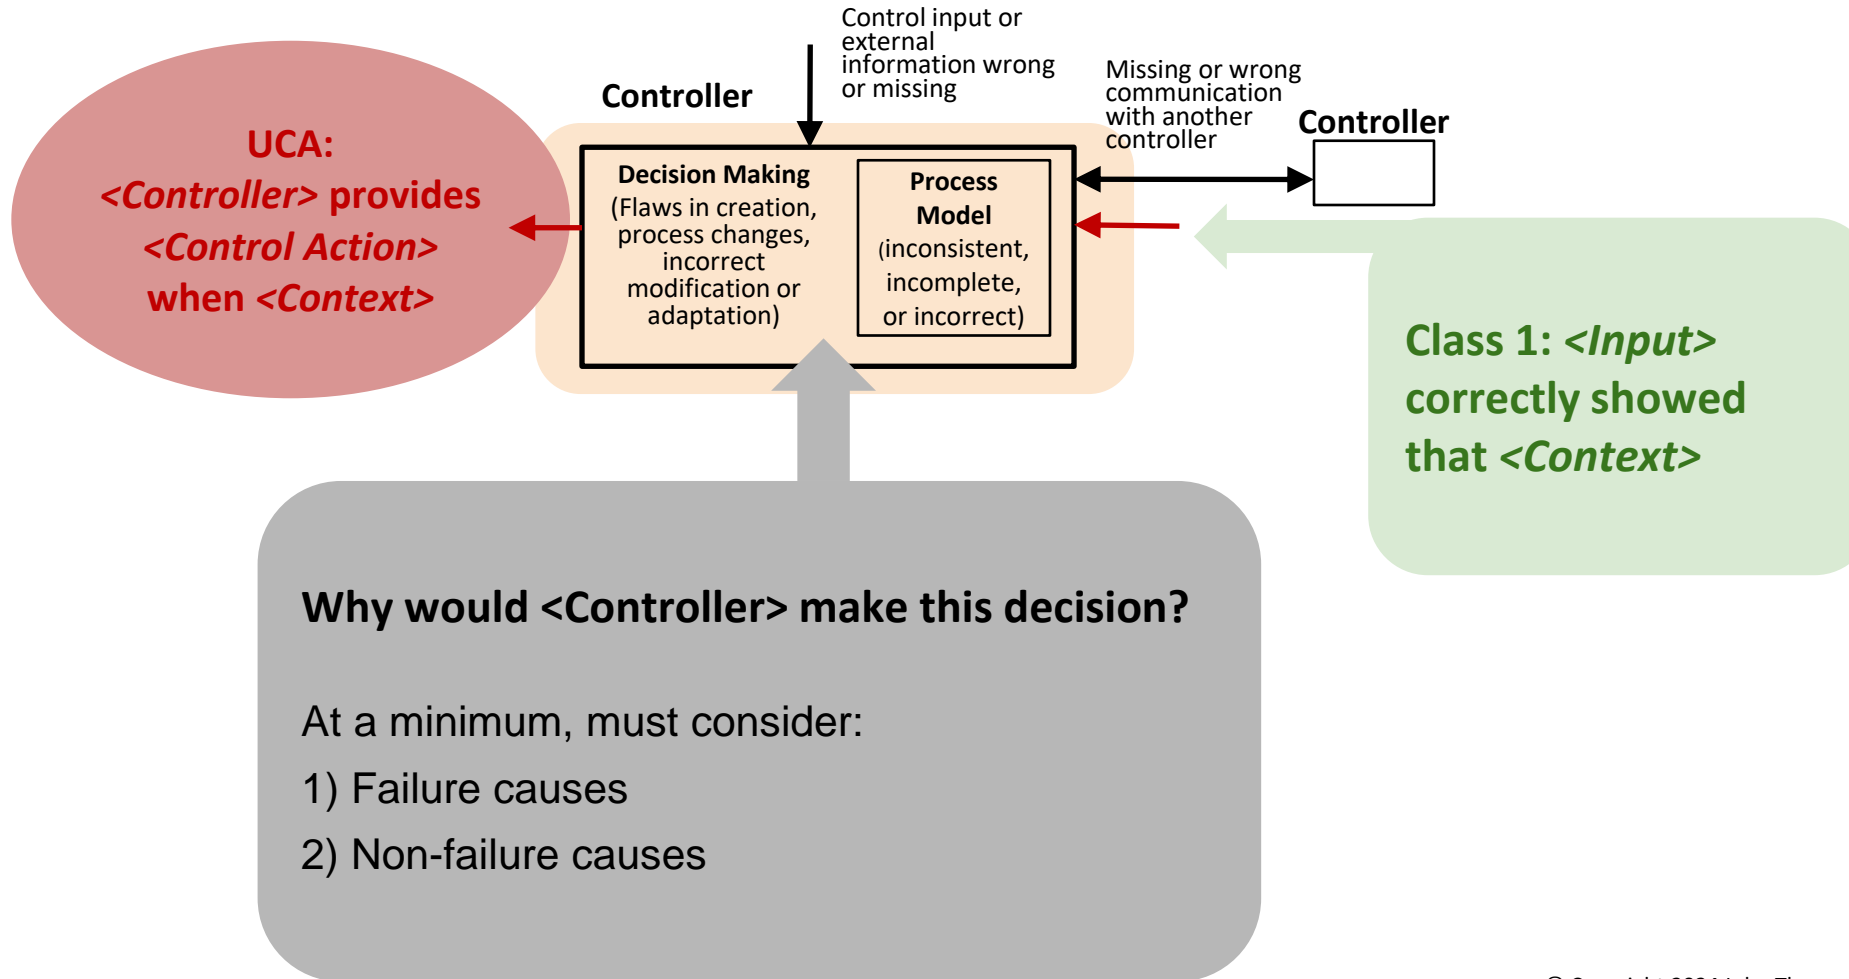 Control input or
external
information wrong
or missing
Missing or wrong
communication
with another
controller
Controller
Controller
UCA:
<Controller> provides
<Control Action>
when <Context>
Decision Making
(Flaws in creation,
process changes,
incorrect
modification or
adaptation)
Process
Model
(inconsistent,
incomplete,
or incorrect)
Class 1: <Input>
correctly showed
that <Context>
Why would <Controller> make this decision?
At a minimum, must consider:
1) Failure causes
2) Non-failure causes
© Copyright